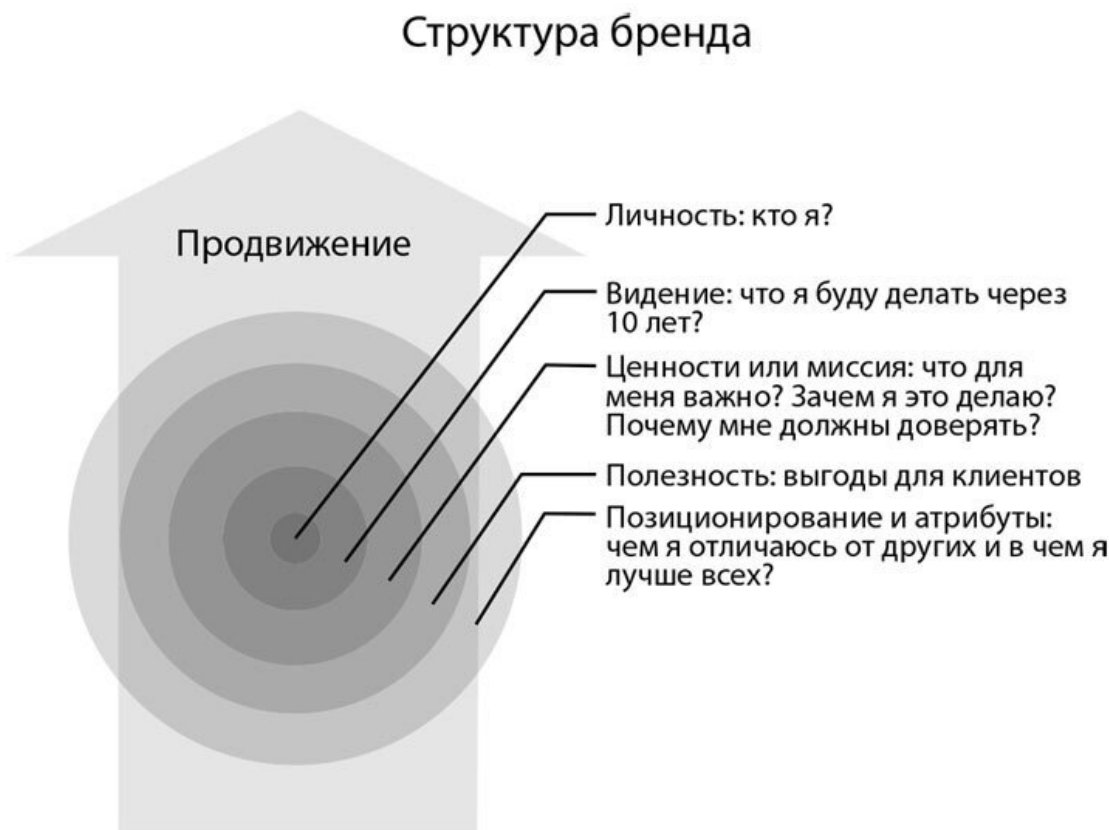 Структура бренда
Продвижение
Личность: кто я?
Видение: что я буду делать через
10 лет?
Ценности или миссия: что для
меня важно? Зачем я это делаю?
Почему мне должны доверять?
Полезность: выгоды для клиентов
Позиционирование и атрибуты:
чем я отличаюсь от других и в чем я
лучше всех?